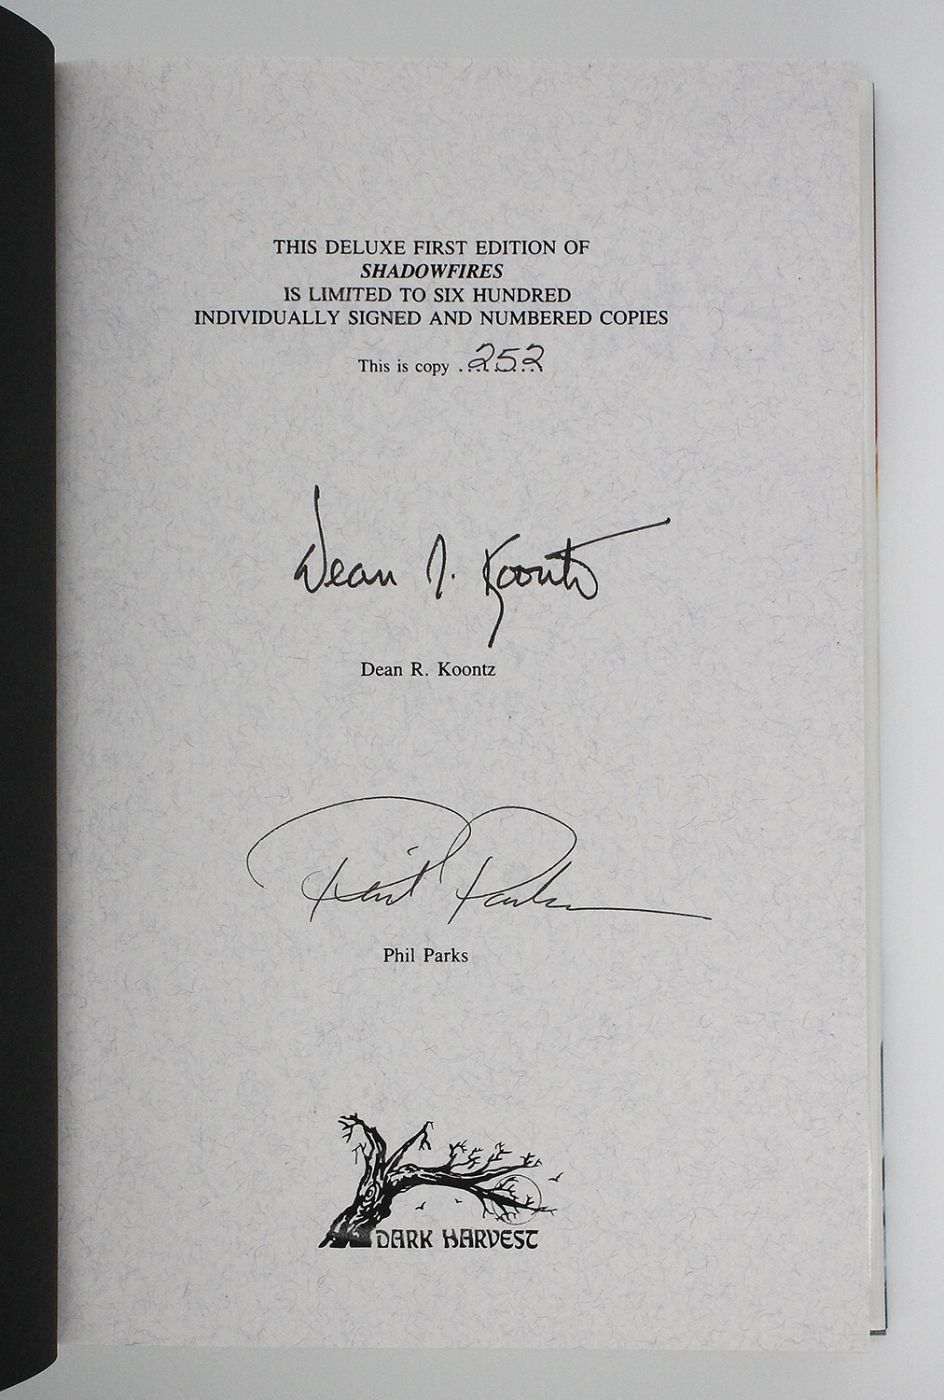 THIS DELUXE FIRST EDITION OF
SHADOWFIRES
IS LIMITED TO SIX HUNDRED
INDIVIDUALLY SIGNED AND NUMBERED COPIES
This is copy ..252..
Dean R. Koontz
Dean R. Koontz
Phil Parks
Phil Parks
DARK HARVEST